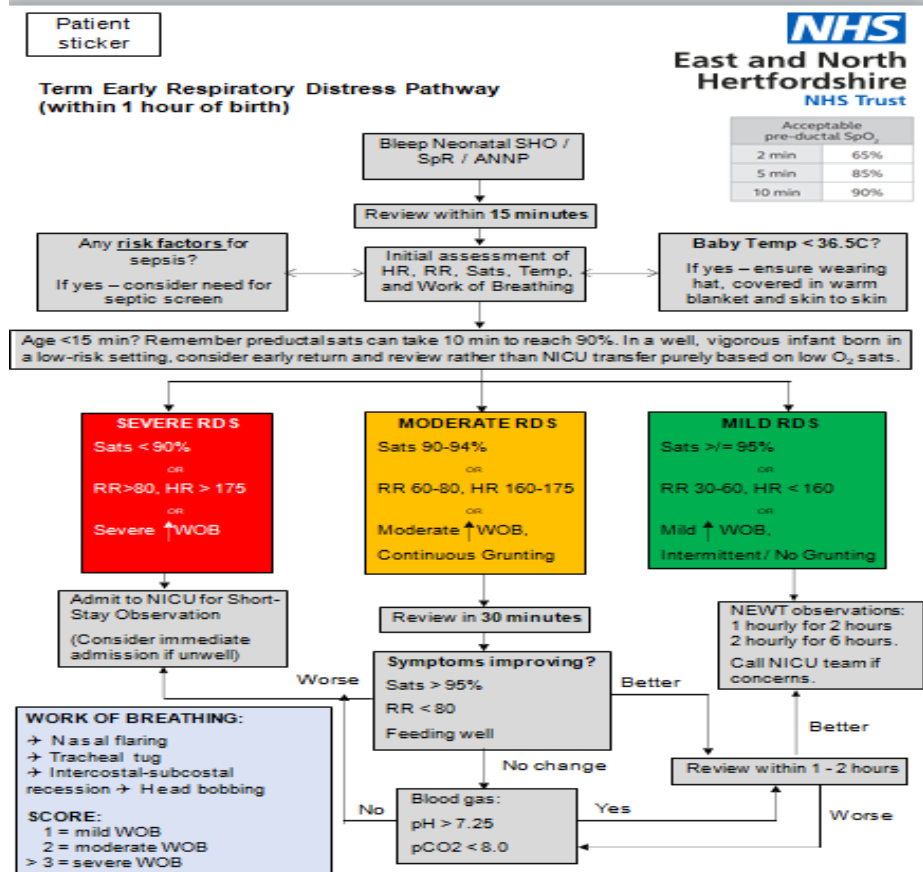 Patient
sticker
NHS
East and North
Hertfordshire
NHS Trust
Term Early Respiratory Distress Pathway
(within 1 hour of birth)
Acceptable
pre-ductal SpO₂
2 min 65%
5 min 85%
10 min 90%
Bleep Neonatal SHO /
SpR / ANNP
Review within 15 minutes
Any risk factors for
sepsis?
If yes – consider need for
septic screen
Initial assessment of
HR, RR, Sats, Temp,
and Work of Breathing
Baby Temp < 36.5C?
If yes – ensure wearing
hat, covered in warm
blanket and skin to skin
Age <15 min? Remember preductal sats can take 10 min to reach 90%. In a well, vigorous infant born in
a low-risk setting, consider early return and review rather than NICU transfer purely based on low O₂ sats.
SEVERE RDS
Sats < 90%
OR
RR>80, HR > 175
OR
Severe ↑WOB
MODERATE RDS
Sats 90-94%
OR
RR 60-80, HR 160-175
OR
Moderate ↑WOB,
Continuous Grunting
MILD RDS
Sats >/= 95%
OR
RR 30-60, HR < 160
OR
Mild ↑ WOB,
Intermittent / No Grunting
Admit to NICU for Short-
Stay Observation
(Consider immediate
admission if unwell)
Review in 30 minutes
NEWT observations:
1 hourly for 2 hours
2 hourly for 6 hours.
Call NICU team if
concerns.
Worse
Symptoms improving?
Sats > 95%
RR < 80
Feeding well
Better
Better
WORK OF BREATHING:
→ Nasal flaring
→ Tracheal tug
→ Intercostal-subcostal
recession → Head bobbing
SCORE:
1 = mild WOB
2 = moderate WOB
> 3 = severe WOB
No change
Review within 1 - 2 hours
No
Blood gas:
pH > 7.25
pCO2 < 8.0
Yes
Worse